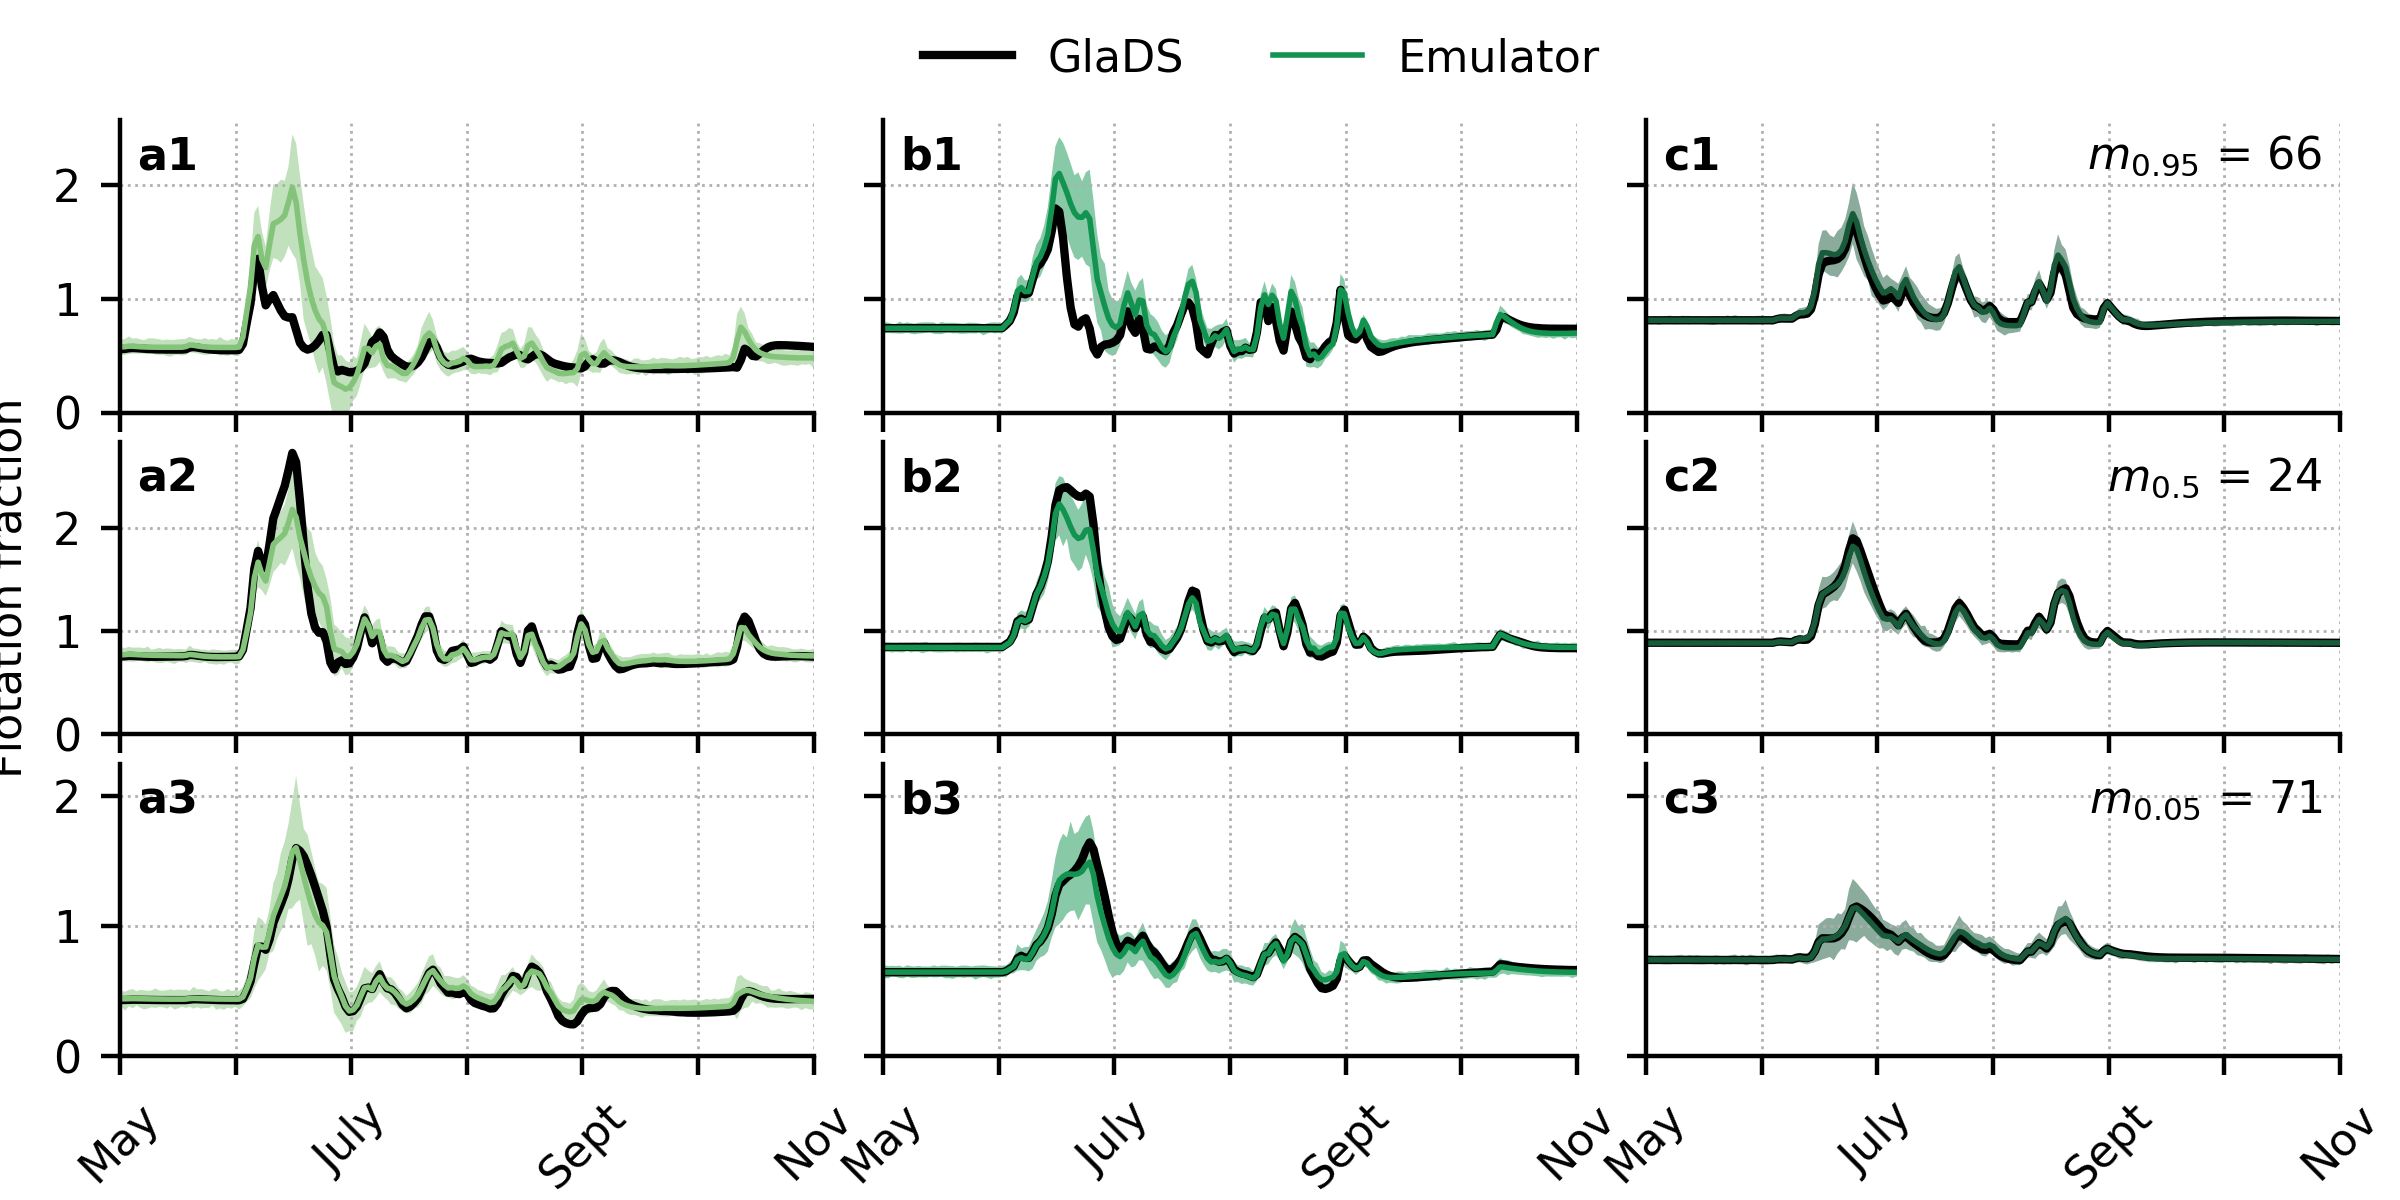 GlaDS Emulator
a1 b1 c1 m0.95 = 66
2
1
0
a2 b2 c2 m0.5 = 24
2
1
0
Flotation fraction
a3 b3 c3 m0.05 = 71
2
1
0
May July Sept Nov May July Sept Nov May July Sept Nov